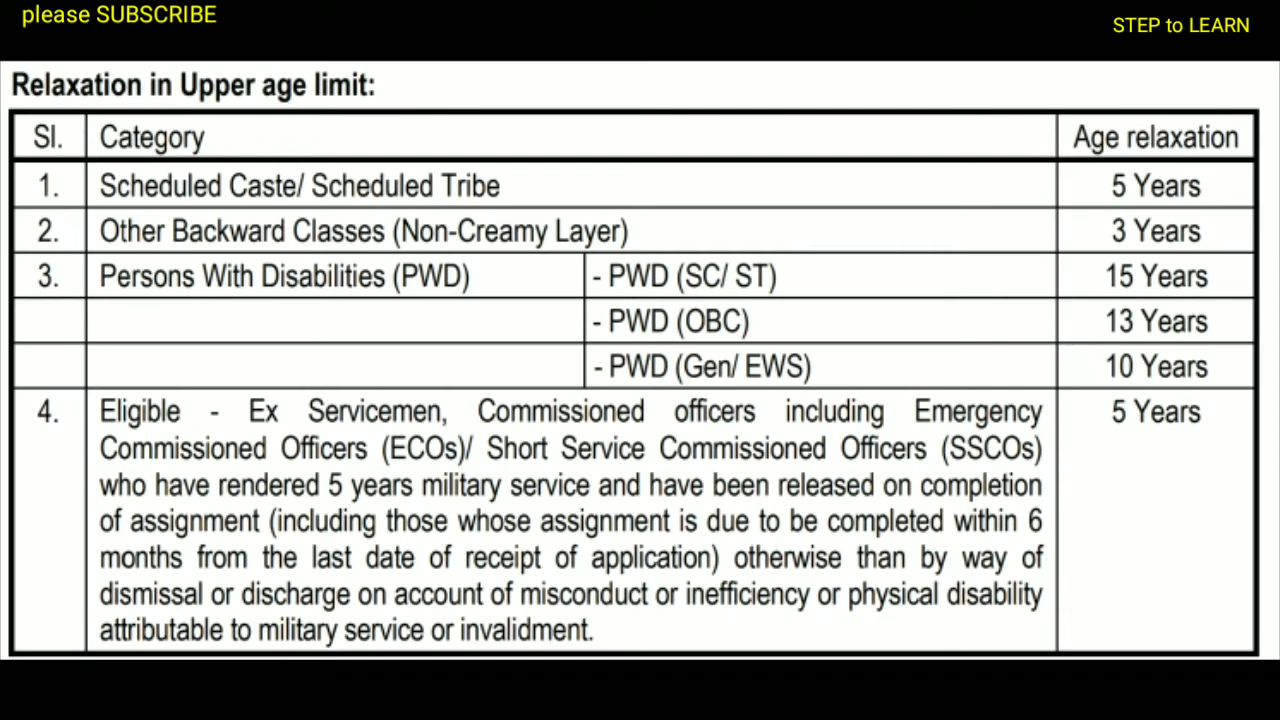 please SUBSCRIBE
STEP to LEARN
Relaxation in Upper age limit:
Sl. Category Age relaxation
1. Scheduled Caste/ Scheduled Tribe 5 Years
2. Other Backward Classes (Non-Creamy Layer) 3 Years
3. Persons With Disabilities (PWD) - PWD (SC/ ST) 15 Years
- PWD (OBC) 13 Years
- PWD (Gen/ EWS) 10 Years
4. Eligible - Ex Servicemen, Commissioned officers including Emergency 5 Years
Commissioned Officers (ECOs)/ Short Service Commissioned Officers (SSCOs)
who have rendered 5 years military service and have been released on completion
of assignment (including those whose assignment is due to be completed within 6
months from the last date of receipt of application) otherwise than by way of
dismissal or discharge on account of misconduct or inefficiency or physical disability
attributable to military service or invalidment.